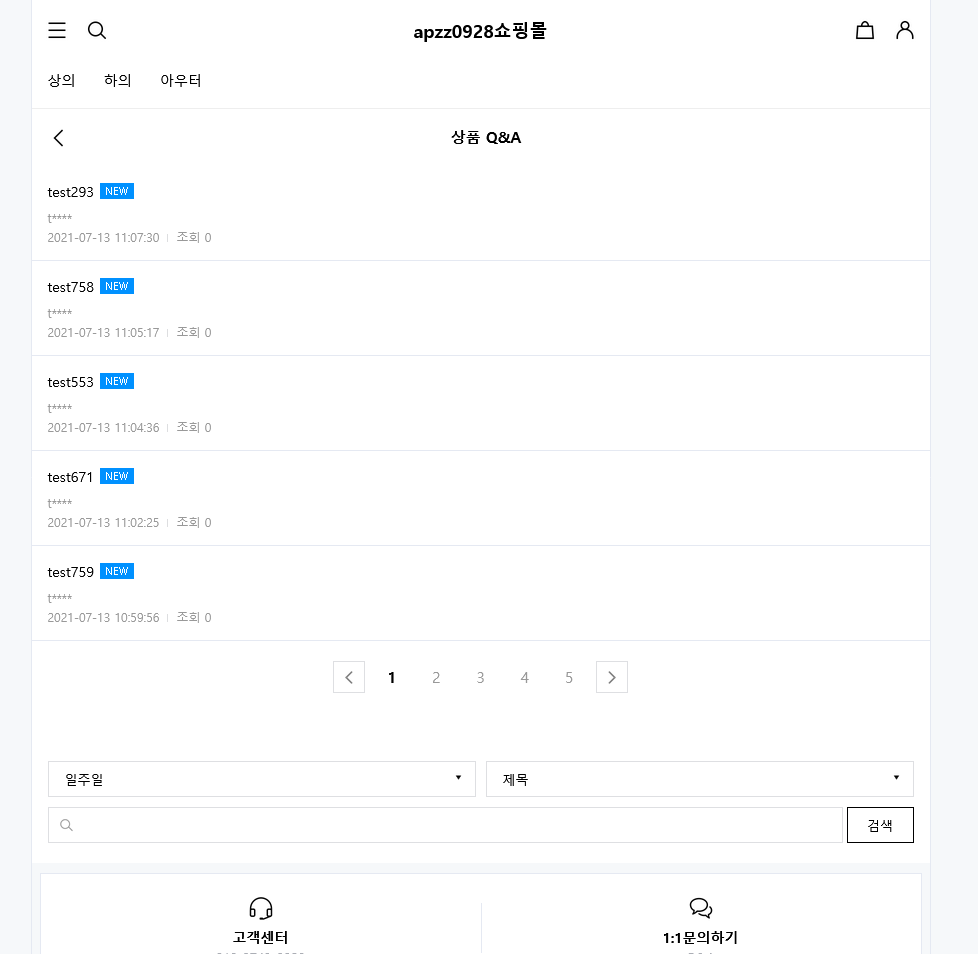 apzz0928쇼핑몰
상의 하의 아우터
상품 Q&A
test293 NEW
t****
2021-07-13 11:07:30 조회 0
test758 NEW
t****
2021-07-13 11:05:17 조회 0
test553 NEW
t****
2021-07-13 11:04:36 조회 0
test671 NEW
t****
2021-07-13 11:02:25 조회 0
test759 NEW
t****
2021-07-13 10:59:56 조회 0
1 2 3 4 5
일주일 제목
검색
고객센터 1:1문의하기